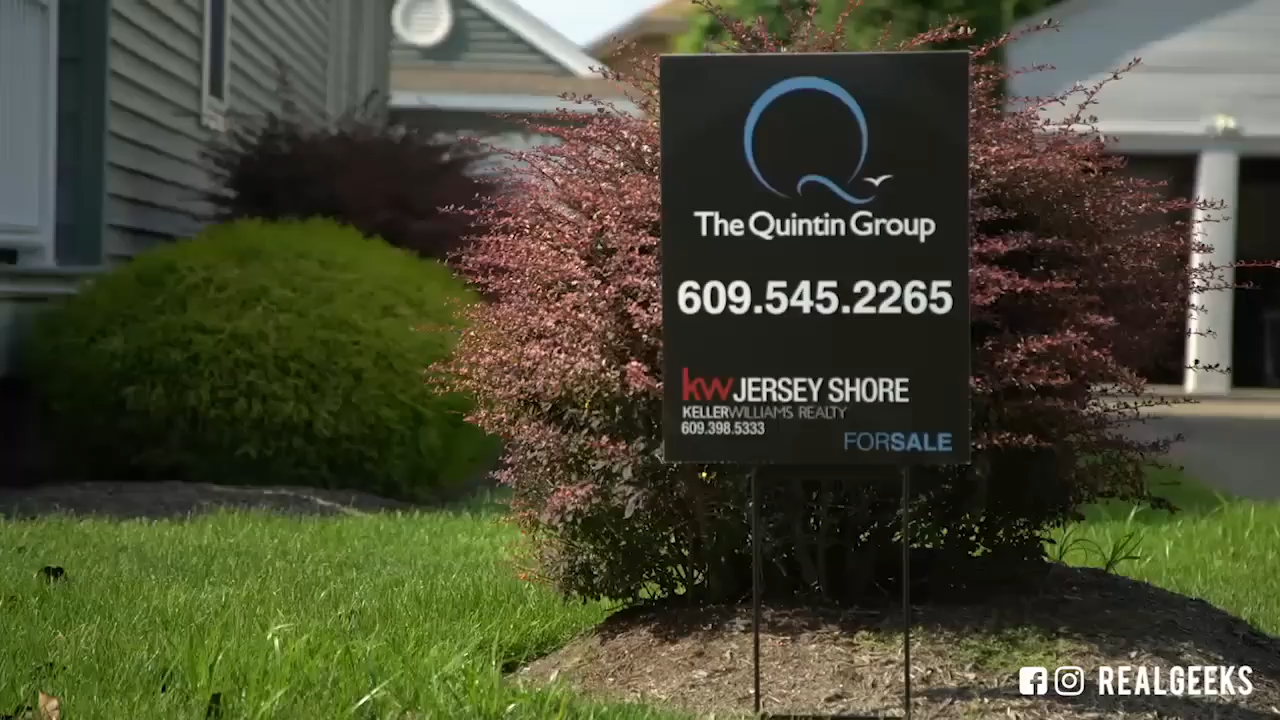 The Quintin Group
609.545.2265
kw JERSEY SHORE
KELLERWILLIAMS REALTY
609.398.5333
FORSALE
REALGEEKS